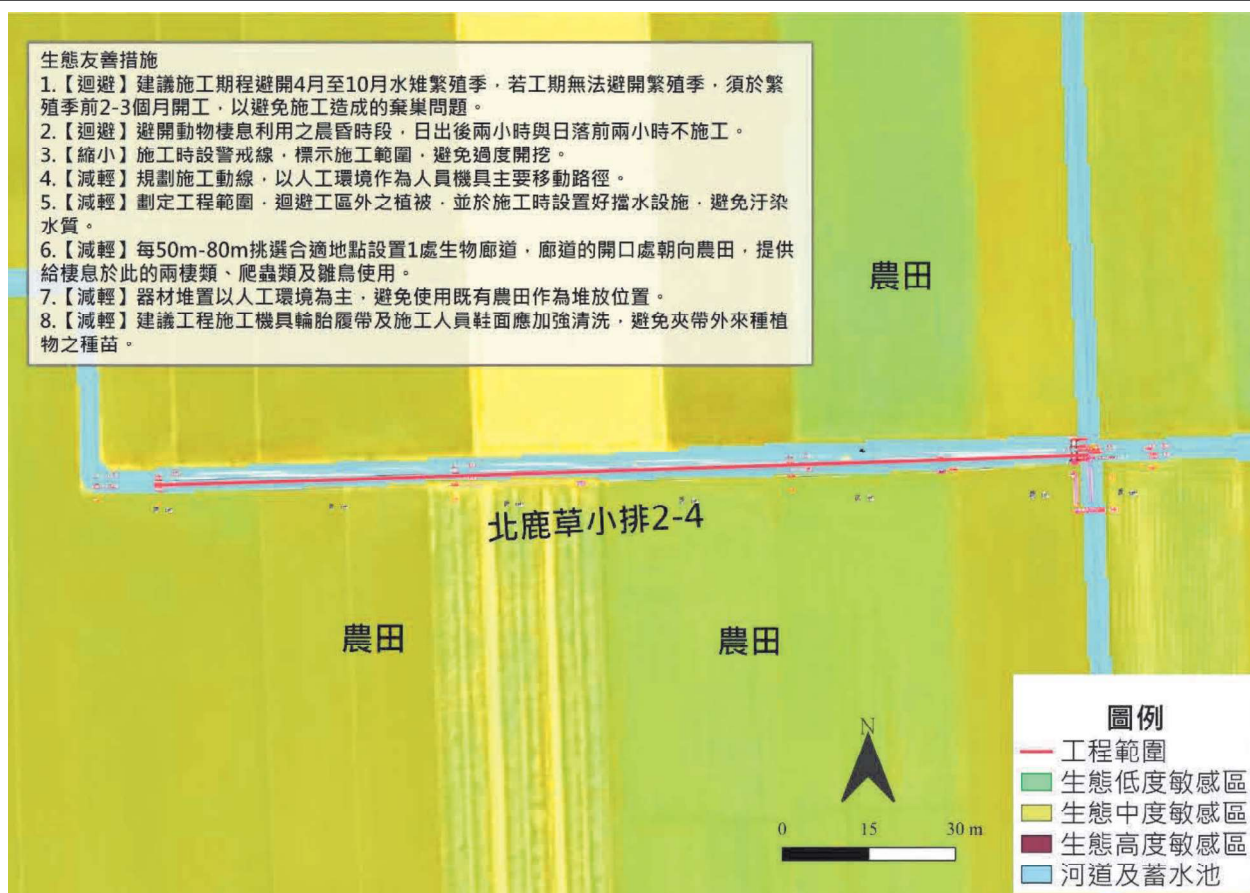 生態友善措施
1.【迴避】建議施工期程避開4月至10月水雉繁殖季，若工期無法避開繁殖季，須於繁
殖季前2-3個月開工，以避免施工造成的棄巢問題。
2.【迴避】避開動物棲息利用之晨昏時段，日出後兩小時與日落前兩小時不施工。
3.【縮小】施工時設警戒線，標示施工範圍，避免過度開挖。
4.【減輕】規劃施工動線，以人工環境作為人員機具主要移動路徑。
5.【減輕】劃定工程範圍，迴避工區外之植被，並於施工時設置好擋水設施，避免汙染
水質。
6.【減輕】每50m-80m挑選合適地點設置1處生物廊道，廊道的開口處朝向農田，提供
給棲息於此的兩棲類、爬蟲類及雛鳥使用。
7.【減輕】器材堆置以人工環境為主，避免使用既有農田作為堆放位置。
8.【減輕】建議工程施工機具輪胎履帶及施工人員鞋面應加強清洗，避免夾帶外來種植
物之種苗。
農田
北鹿草小排2-4
農田
農田
N
0 15 30 m
圖例
工程範圍
生態低度敏感區
生態中度敏感區
生態高度敏感區
河道及蓄水池